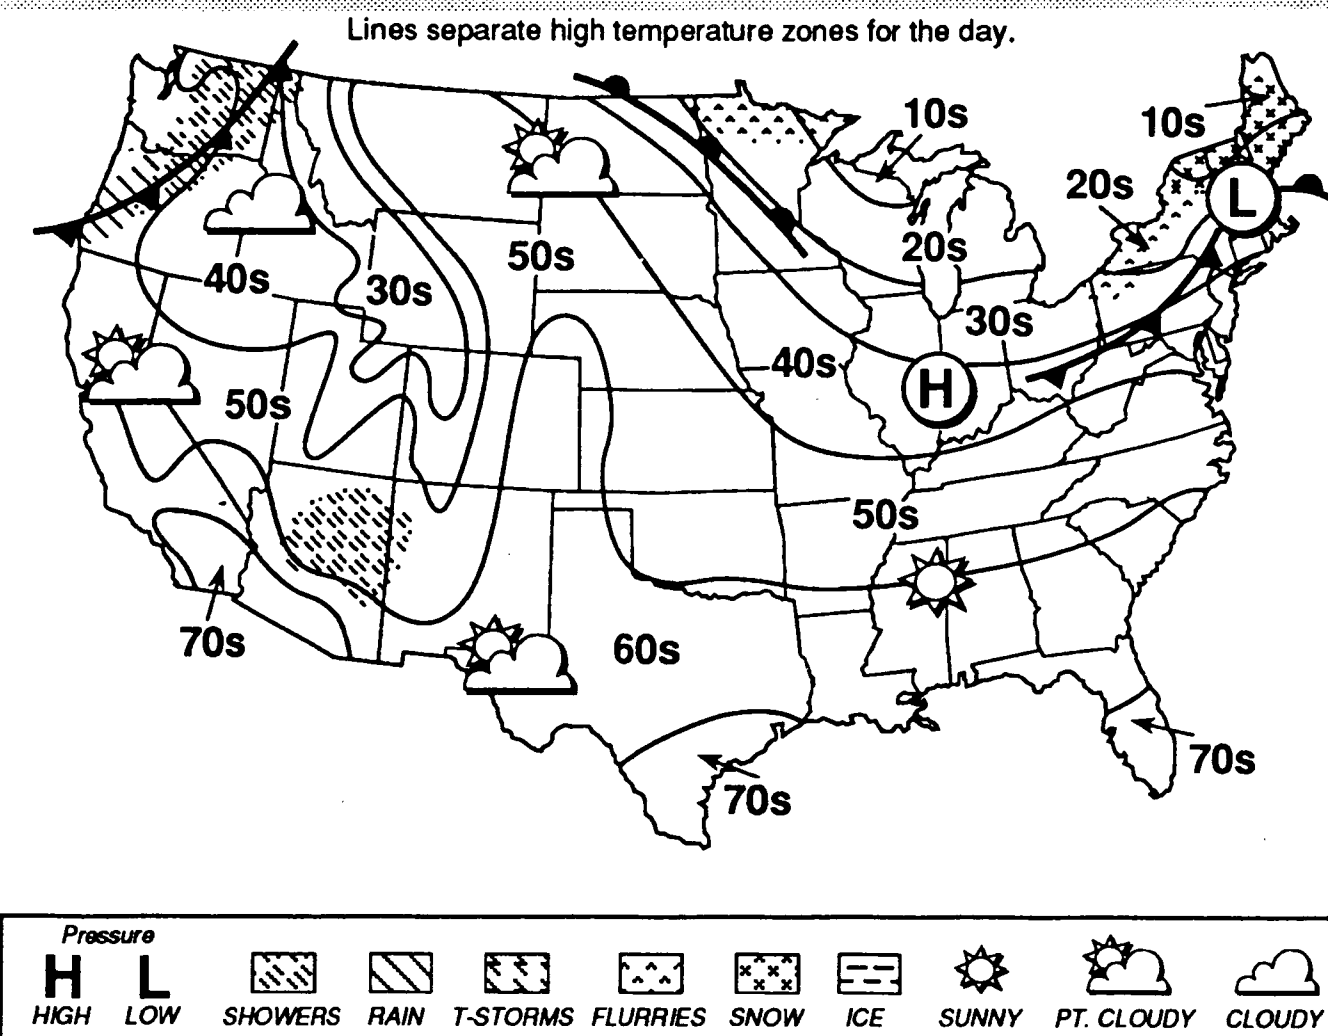 Lines separate high temperature zones for the day.
10s
10s
20s
20s
50s
40s
30s
30s
40s
H
L
50s
50s
60s
70s
70s
70s
Pressure
H L
HIGH LOW SHOWERS RAIN T-STORMS FLURRIES SNOW ICE SUNNY PT. CLOUDY CLOUDY